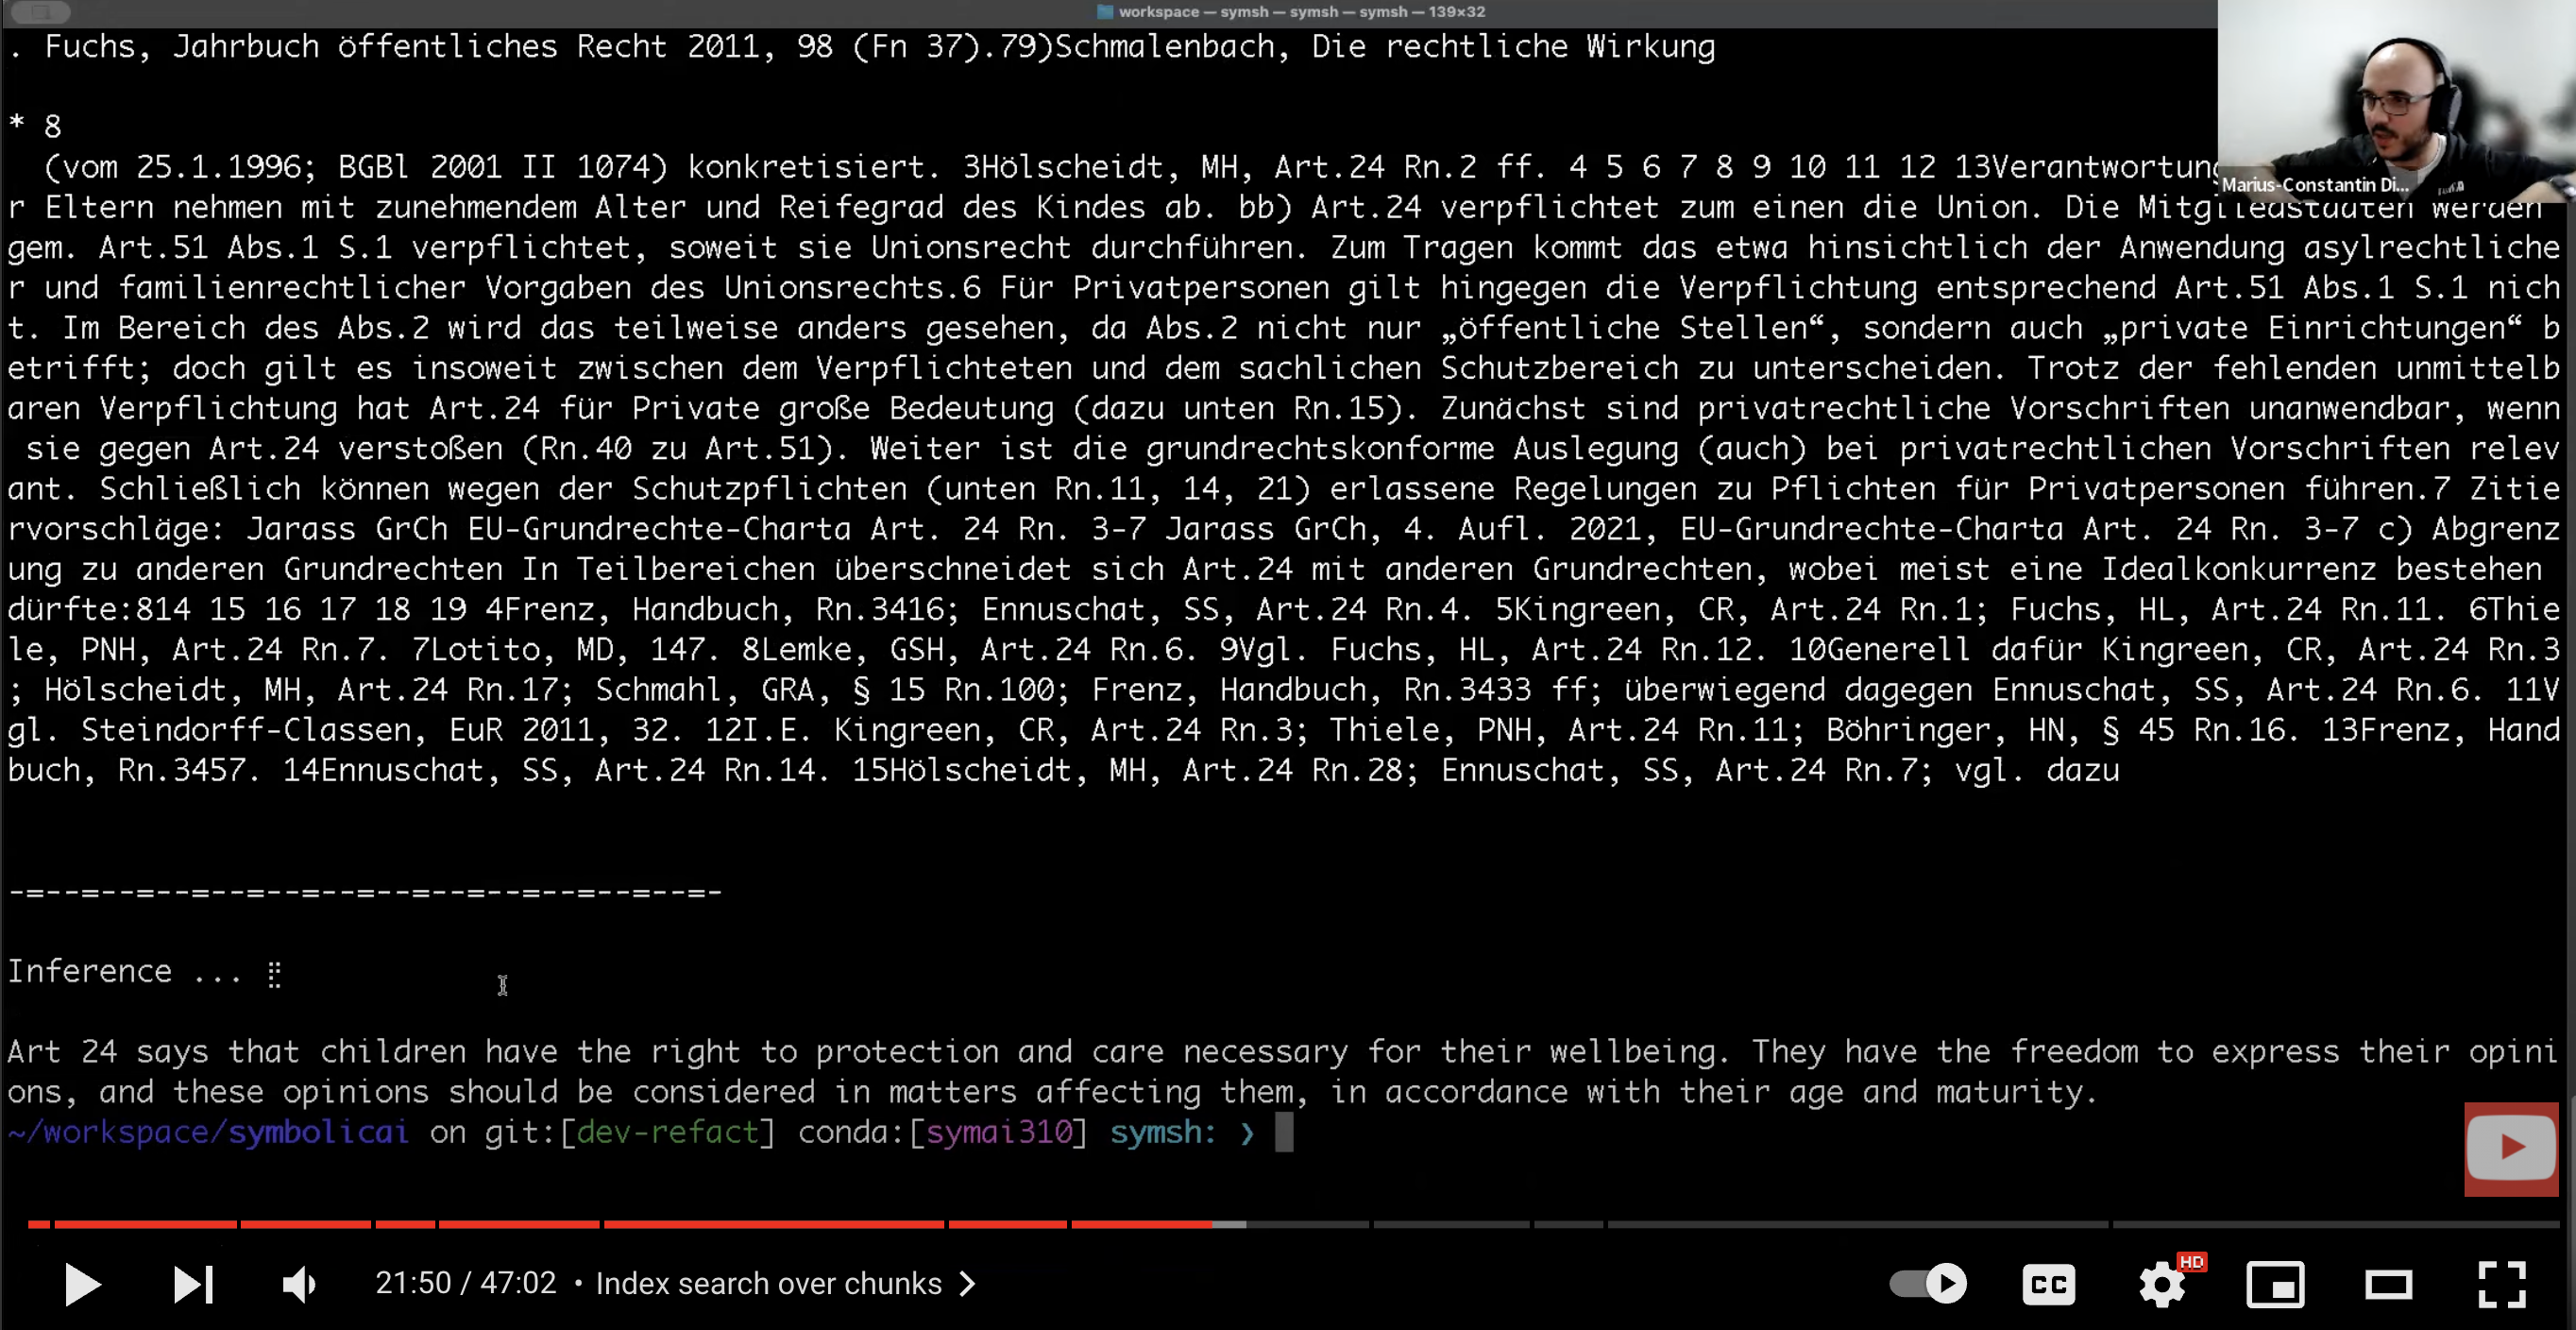 workspace — symsh — symsh — symsh — 139×32
. Fuchs, Jahrbuch öffentliches Recht 2011, 98 (Fn 37).79)Schmalenbach, Die rechtliche Wirkung
* 8
(vom 25.1.1996; BGBl 2001 II 1074) konkretisiert. 3Hölscheidt, MH, Art.24 Rn.2 ff. 4 5 6 7 8 9 10 11 12 13Verantwortung
Marius-Constantin Di...
r Eltern nehmen mit zunehmendem Alter und Reifegrad des Kindes ab. bb) Art.24 verpflichtet zum einen die Union. Die Mitgliedstaaten werden
gem. Art.51 Abs.1 S.1 verpflichtet, soweit sie Unionsrecht durchführen. Zum Tragen kommt das etwa hinsichtlich der Anwendung asylrechtliche
r und familienrechtlicher Vorgaben des Unionsrechts.6 Für Privatpersonen gilt hingegen die Verpflichtung entsprechend Art.51 Abs.1 S.1 nich
t. Im Bereich des Abs.2 wird das teilweise anders gesehen, da Abs.2 nicht nur „öffentliche Stellen“, sondern auch „private Einrichtungen“ b
etrifft; doch gilt es insoweit zwischen dem Verpflichteten und dem sachlichen Schutzbereich zu unterscheiden. Trotz der fehlenden unmittelb
aren Verpflichtung hat Art.24 für Private große Bedeutung (dazu unten Rn.15). Zunächst sind privatrechtliche Vorschriften unanwendbar, wenn
sie gegen Art.24 verstoßen (Rn.40 zu Art.51). Weiter ist die grundrechtskonforme Auslegung (auch) bei privatrechtlichen Vorschriften relev
ant. Schließlich können wegen der Schutzpflichten (unten Rn.11, 14, 21) erlassene Regelungen zu Pflichten für Privatpersonen führen.7 Zitie
rvorschläge: Jarass GrCh EU-Grundrechte-Charta Art. 24 Rn. 3-7 Jarass GrCh, 4. Aufl. 2021, EU-Grundrechte-Charta Art. 24 Rn. 3-7 c) Abgrenz
ung zu anderen Grundrechten In Teilbereichen überschneidet sich Art.24 mit anderen Grundrechten, wobei meist eine Idealkonkurrenz bestehen
dürfte:814 15 16 17 18 19 4Frenz, Handbuch, Rn.3416; Ennuschat, SS, Art.24 Rn.4. 5Kingreen, CR, Art.24 Rn.1; Fuchs, HL, Art.24 Rn.11. 6Thie
le, PNH, Art.24 Rn.7. 7Lotito, MD, 147. 8Lemke, GSH, Art.24 Rn.6. 9Vgl. Fuchs, HL, Art.24 Rn.12. 10Generell dafür Kingreen, CR, Art.24 Rn.3
; Hölscheidt, MH, Art.24 Rn.17; Schmahl, GRA, § 15 Rn.100; Frenz, Handbuch, Rn.3433 ff; überwiegend dagegen Ennuschat, SS, Art.24 Rn.6. 11V
gl. Steindorff-Classen, EuR 2011, 32. 12I.E. Kingreen, CR, Art.24 Rn.3; Thiele, PNH, Art.24 Rn.11; Böhringer, HN, § 45 Rn.16. 13Frenz, Hand
buch, Rn.3457. 14Ennuschat, SS, Art.24 Rn.14. 15Hölscheidt, MH, Art.24 Rn.28; Ennuschat, SS, Art.24 Rn.7; vgl. dazu
-=--=--=--=--=--=--=--=--=--=--=--=--=-
Inference ... ⣿
Art 24 says that children have the right to protection and care necessary for their wellbeing. They have the freedom to express their opini
ons, and these opinions should be considered in matters affecting them, in accordance with their age and maturity.
~/workspace/symbolicai on git:[dev-refact] conda:[symai310] symsh: ❯
21:50 / 47:02 • Index search over chunks
CC
HD